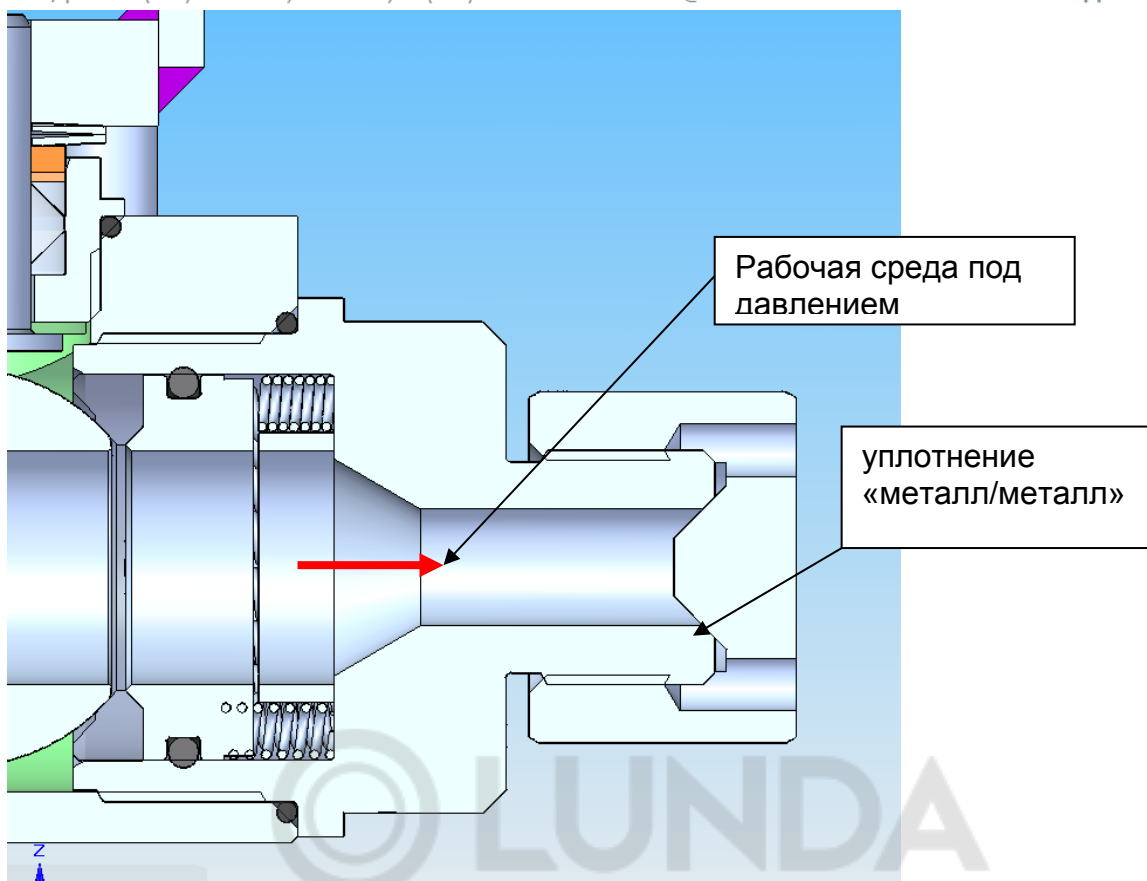 Рабочая среда под
давлением
уплотнение
«металл/металл»
LUNDA
Z